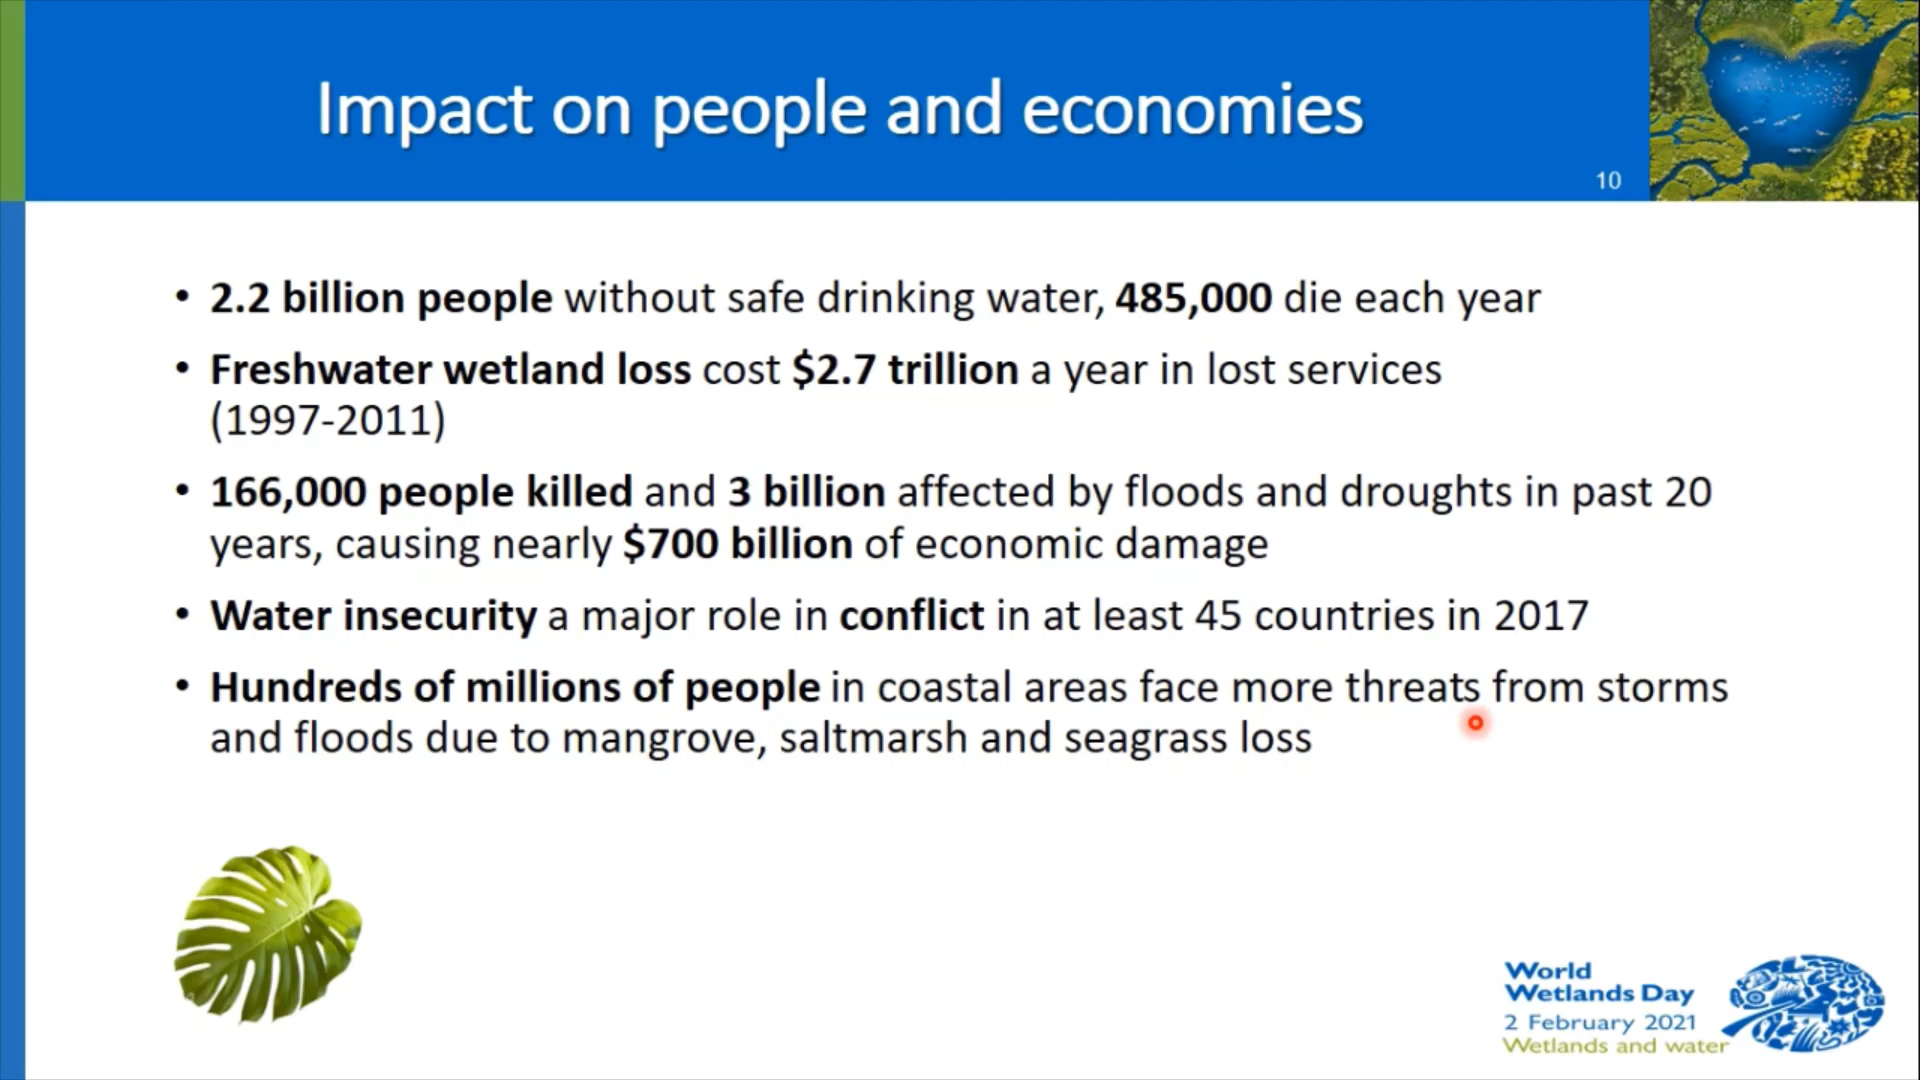 Impact on people and economies
10
• 2.2 billion people without safe drinking water, 485,000 die each year
• Freshwater wetland loss cost $2.7 trillion a year in lost services
(1997-2011)
• 166,000 people killed and 3 billion affected by floods and droughts in past 20
years, causing nearly $700 billion of economic damage
• Water insecurity a major role in conflict in at least 45 countries in 2017
• Hundreds of millions of people in coastal areas face more threats from storms
and floods due to mangrove, saltmarsh and seagrass loss
World
Wetlands Day
2 February 2021
Wetlands and water